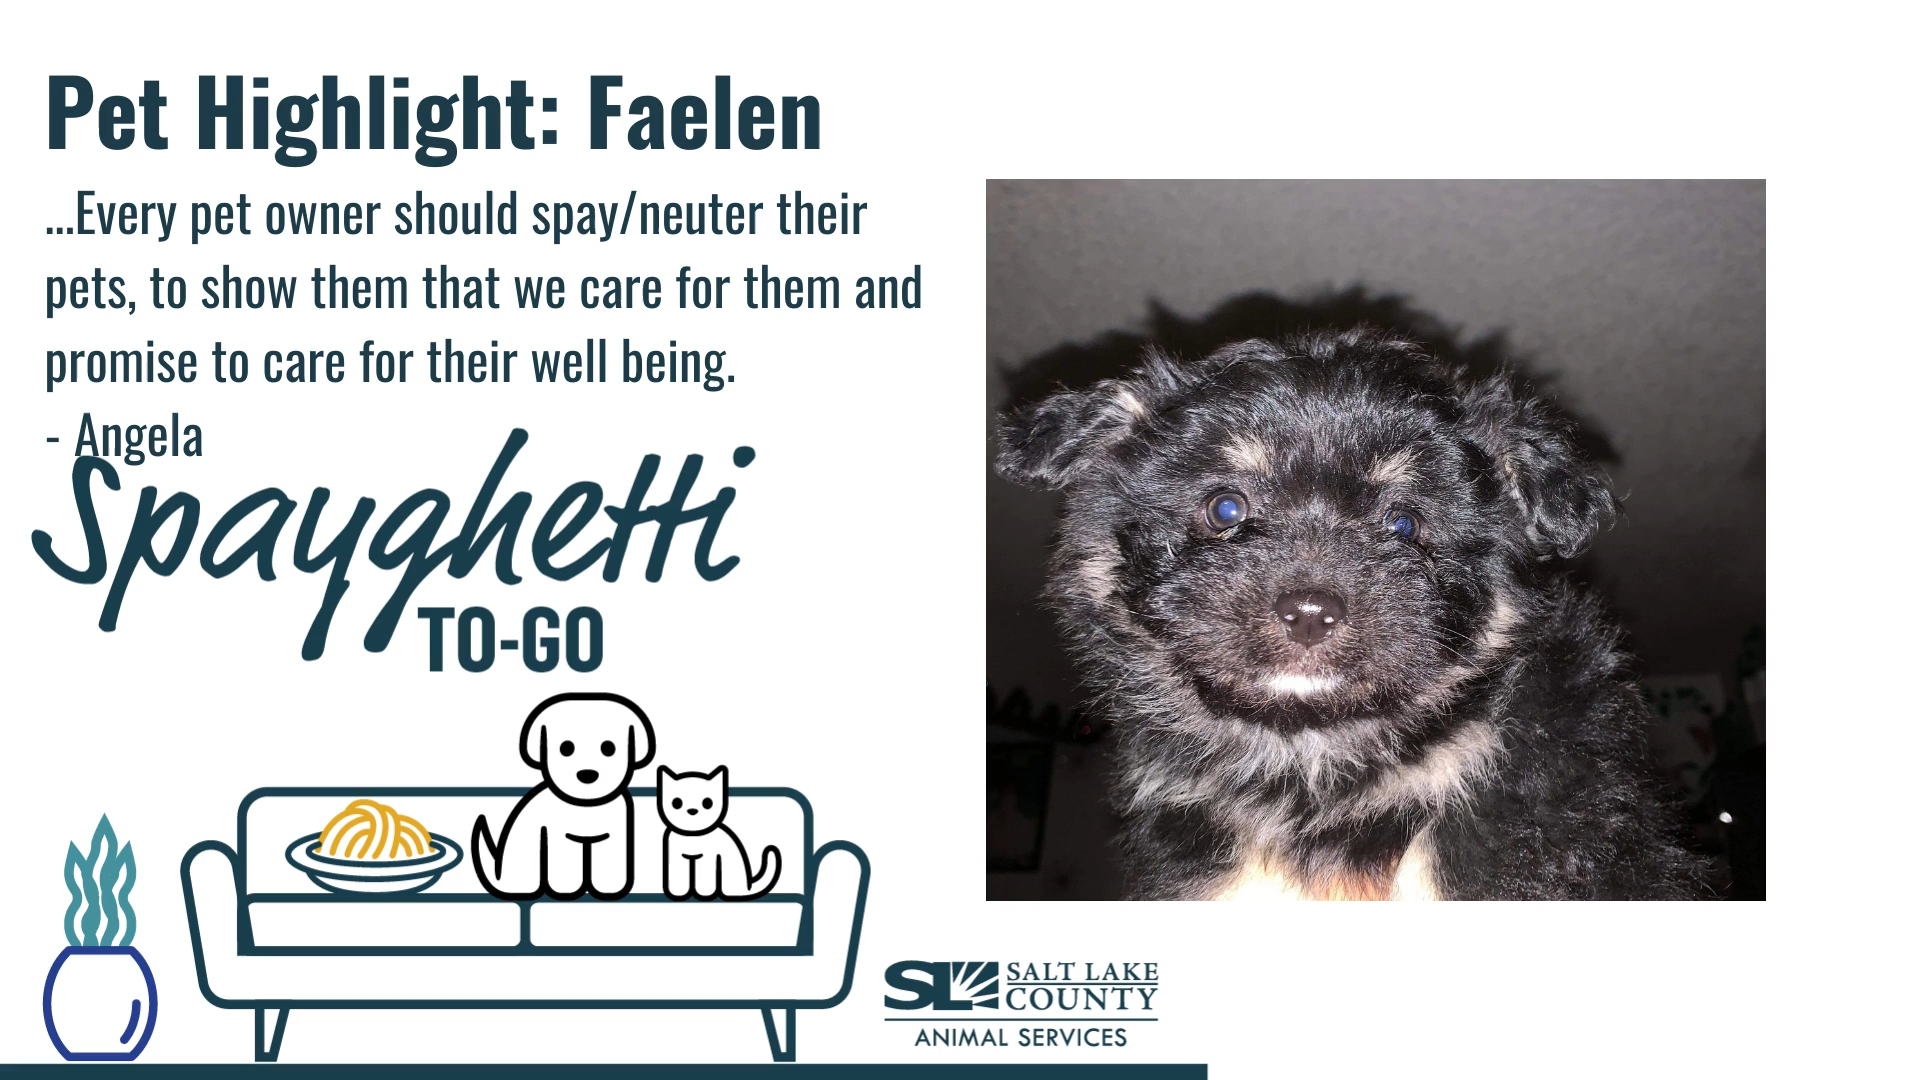 Pet Highlight: Faelen
...Every pet owner should spay/neuter their
pets, to show them that we care for them and
promise to care for their well being.
- Angela
Spayghetti
TO-GO
SL SALT LAKE
COUNTY
ANIMAL SERVICES